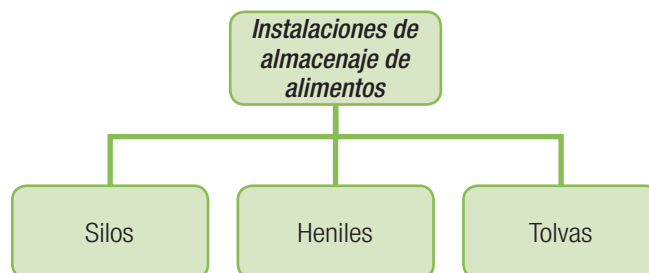 Instalaciones de
almacenaje de
alimentos
Silos
Heniles
Tolvas